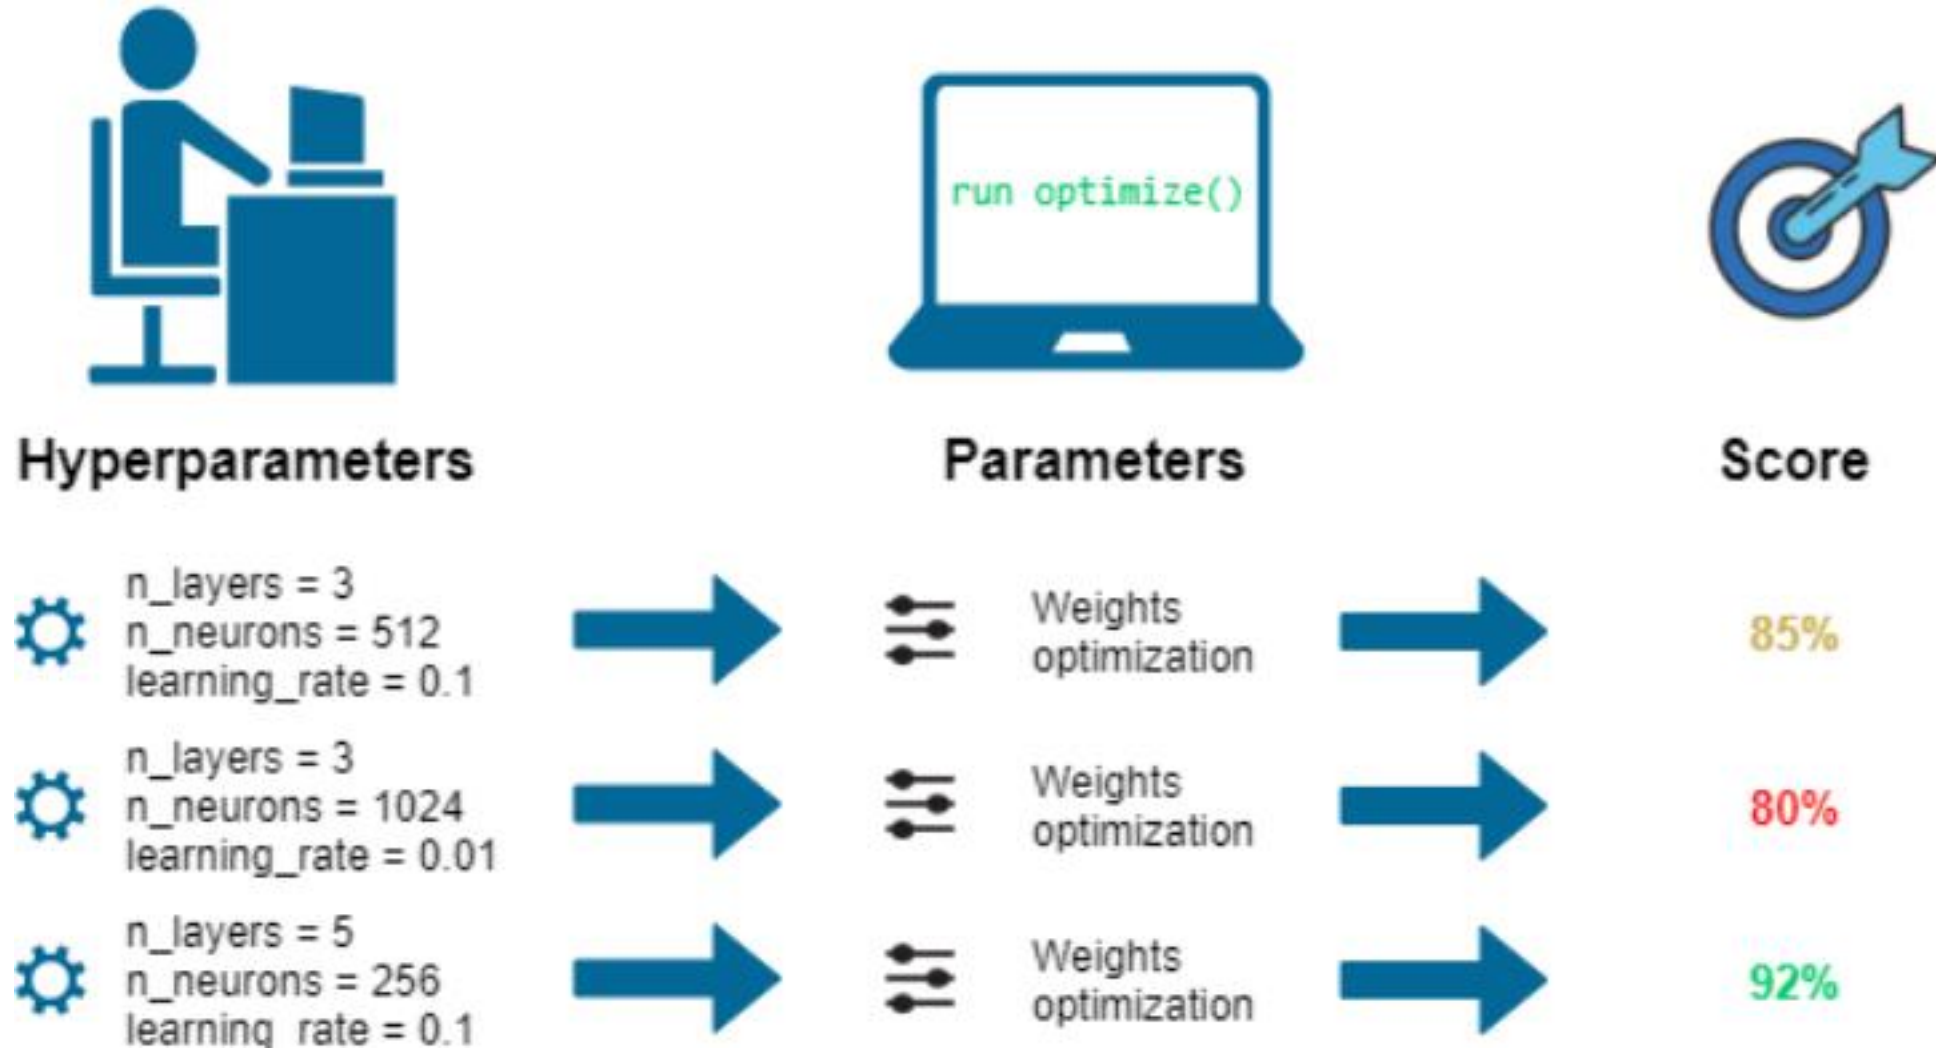 run optimize()
Hyperparameters
Parameters
Score
n_layers = 3
n_neurons = 512
learning_rate = 0.1
Weights
optimization
85%
n_layers = 3
n_neurons = 1024
learning_rate = 0.01
Weights
optimization
80%
n_layers = 5
n_neurons = 256
learning_rate = 0.1
Weights
optimization
92%